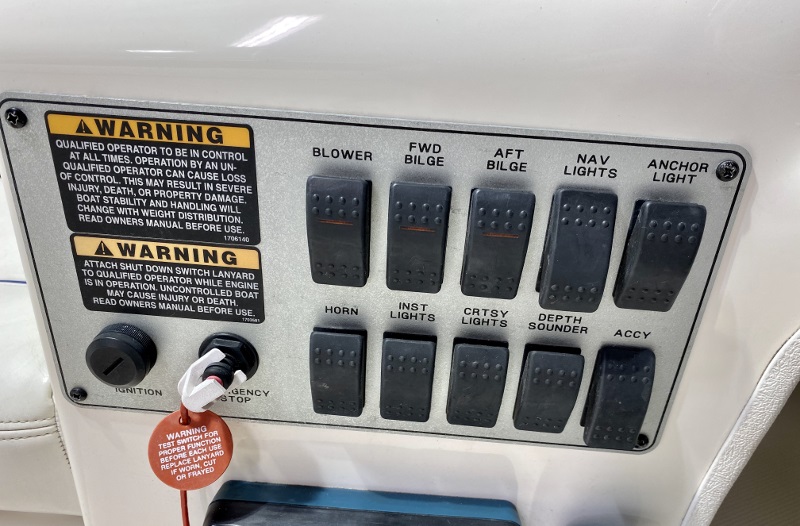 WARNING
QUALIFIED OPERATOR TO BE IN CONTROL
AT ALL TIMES. OPERATION BY AN UN-
QUALIFIED OPERATOR CAN CAUSE LOSS
OF CONTROL. THIS MAY RESULT IN SEVERE
INJURY, DEATH, OR PROPERTY DAMAGE.
BOAT STABILITY AND HANDLING WILL
CHANGE WITH WEIGHT DISTRIBUTION.
READ OWNERS MANUAL BEFORE USE.
1706140
WARNING
ATTACH SHUT DOWN SWITCH LANYARD
TO QUALIFIED OPERATOR WHILE ENGINE
IS IN OPERATION. UNCONTROLLED BOAT
MAY CAUSE INJURY OR DEATH.
READ OWNERS MANUAL BEFORE USE.
IGNITION
GENCY
STOP
WARNING
TEST SWITCH FOR
PROPER FUNCTION
BEFORE EACH USE
REPLACE LANYARD
IF WORN, CUT
OR FRAYED
BLOWER
FWD
BILGE
AFT
BILGE
NAV
LIGHTS
ANCHOR
LIGHT
HORN
INST
LIGHTS
CRTSY
LIGHTS
DEPTH
SOUNDER
ACCY